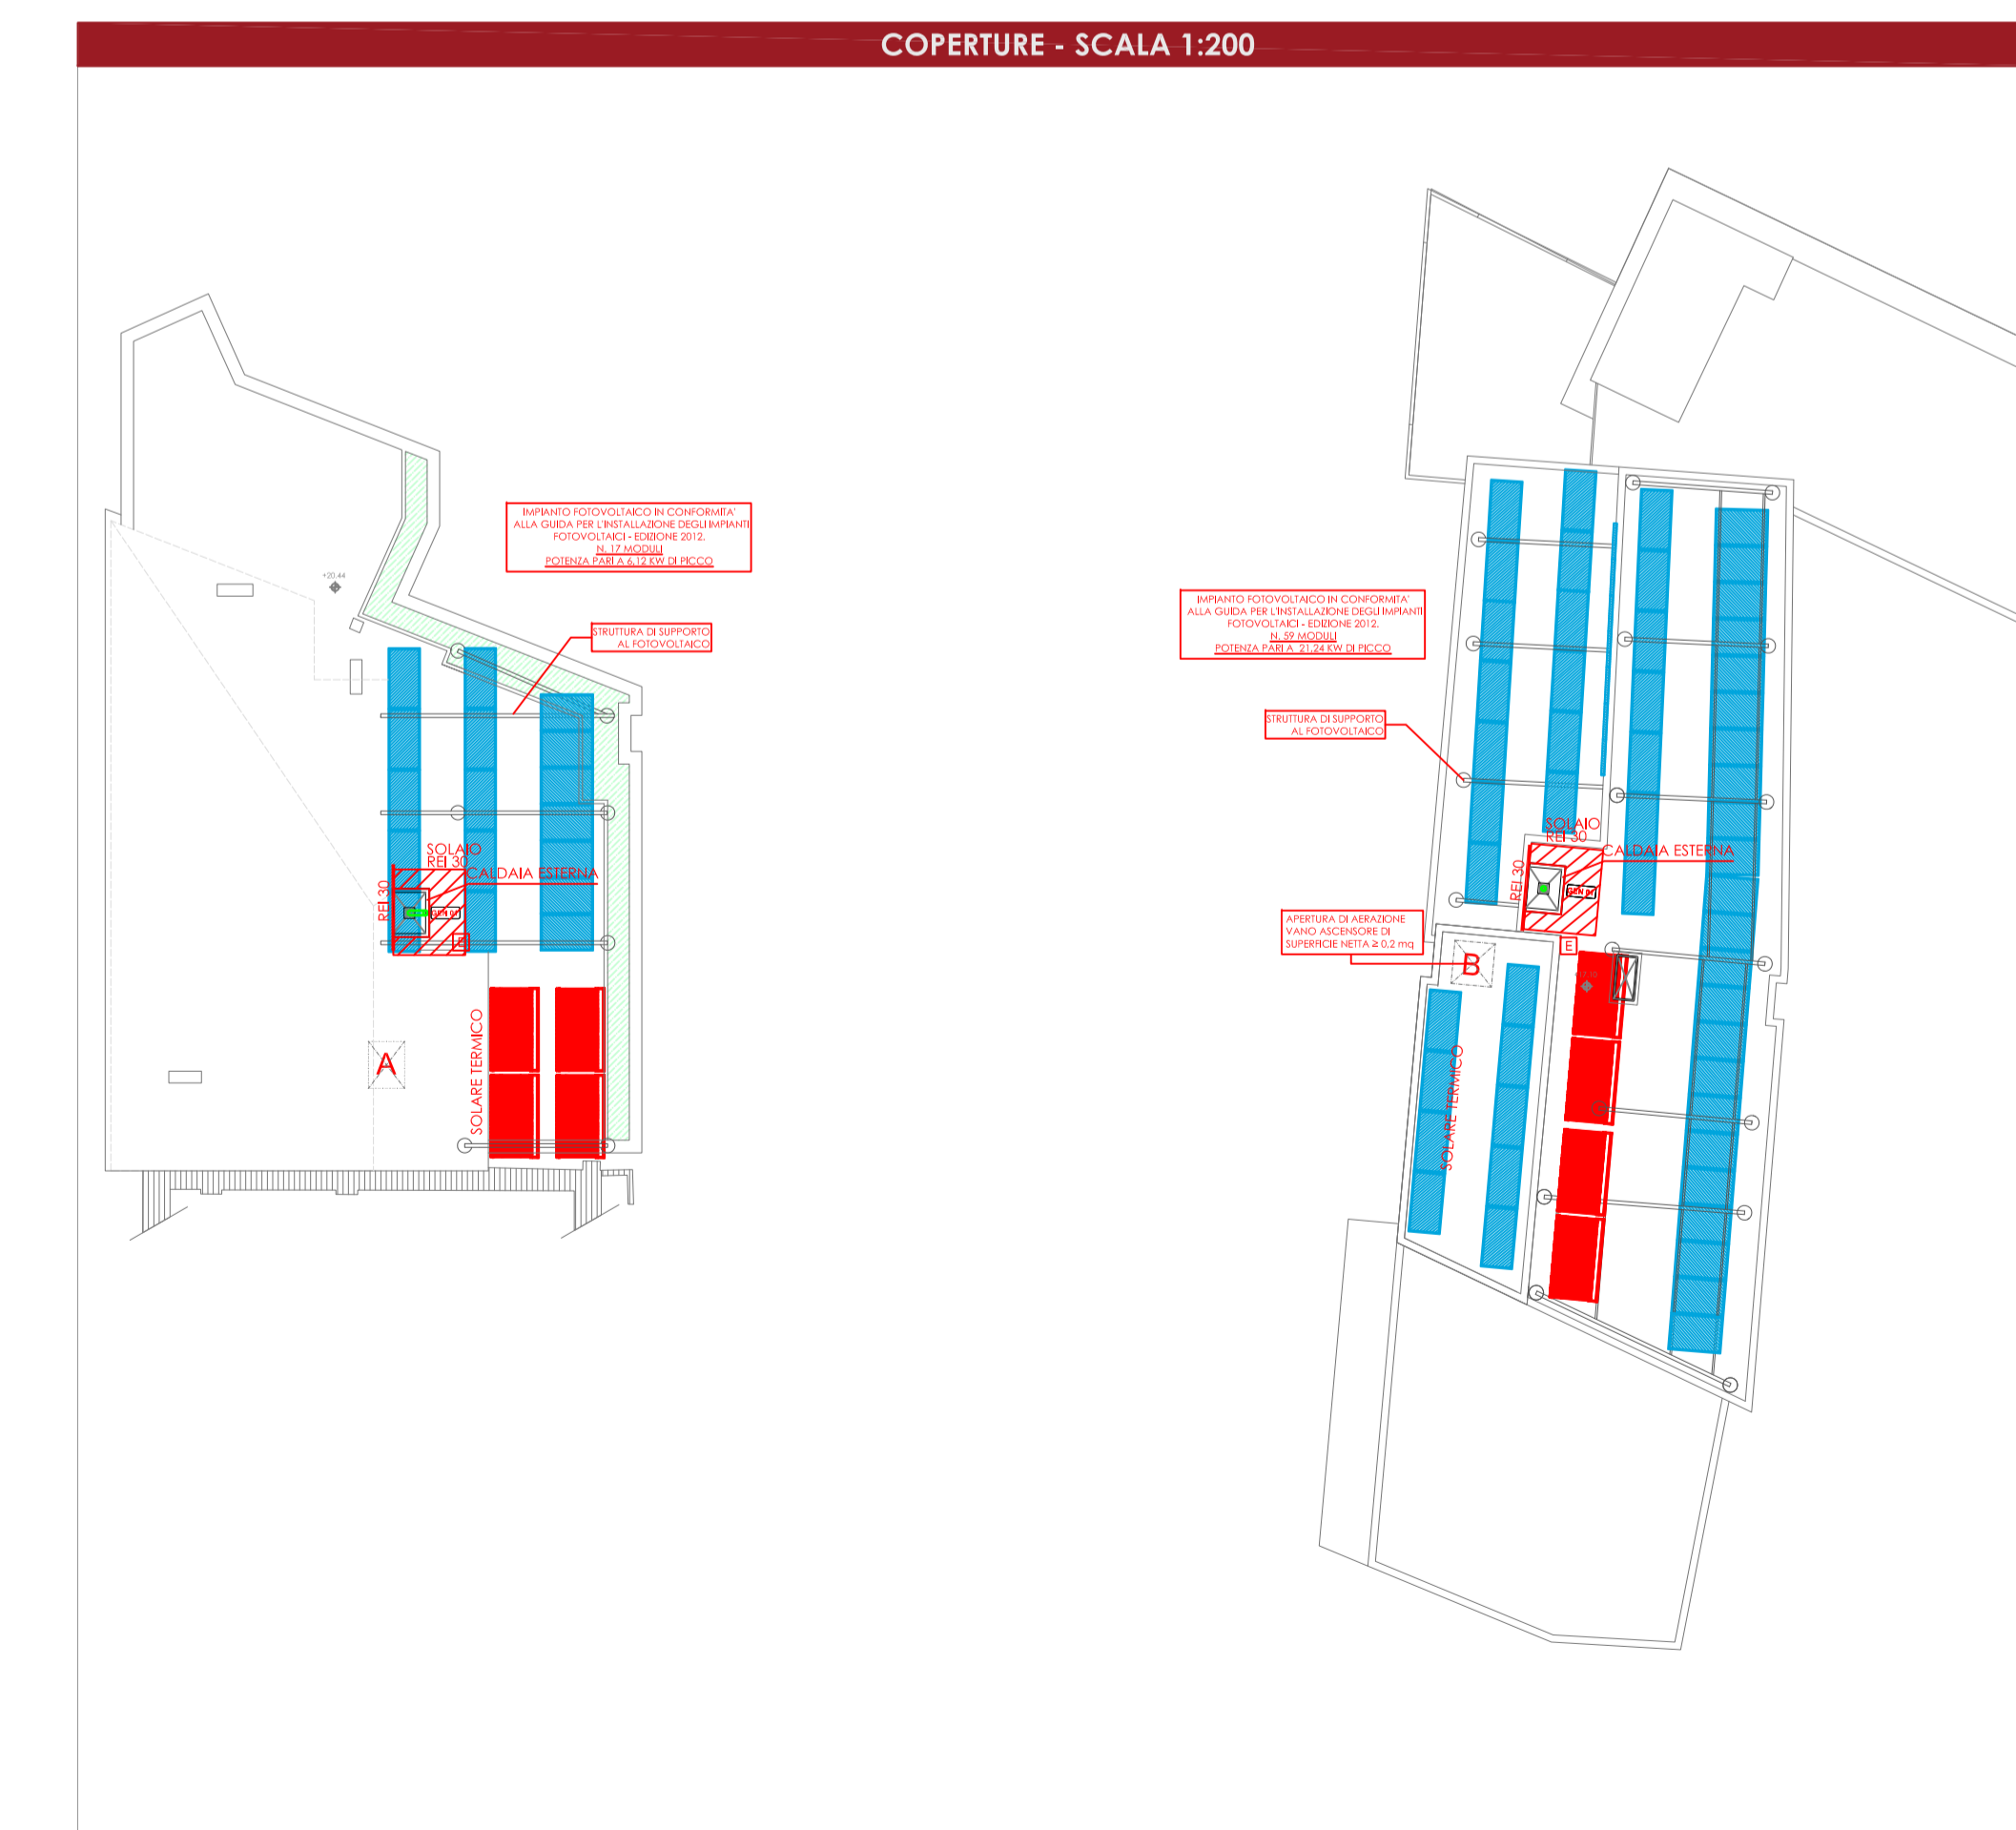 COPERTURE - SCALA 1:200
IMPIANTO FOTOVOLTAICO IN CONFORMITA'
ALLA GUIDA PER L'INSTALLAZIONE DEGLI IMPIANTI
FOTOVOLTAICI - EDIZIONE 2012.
N. 17 MODULI
POTENZA PARI A 6,12 KW DI PICCO
+20,44
STRUTTURA DI SUPPORTO
AL FOTOVOLTAICO
SOLAIO
REI 30
CALDAIA ESTERNA
REI 30
GEN 01
E
SOLARE TERMICO
A
IMPIANTO FOTOVOLTAICO IN CONFORMITA'
ALLA GUIDA PER L'INSTALLAZIONE DEGLI IMPIANTI
FOTOVOLTAICI - EDIZIONE 2012.
N. 59 MODULI
POTENZA PARI A 21,24 KW DI PICCO
STRUTTURA DI SUPPORTO
AL FOTOVOLTAICO
SOLAIO
REI 30
CALDAIA ESTERNA
REI 30
APERTURA DI AERAZIONE
VANO ASCENSORE DI
SUPERFICIE NETTA ≥ 0,2 mq
E
B
SOLARE TERMICO